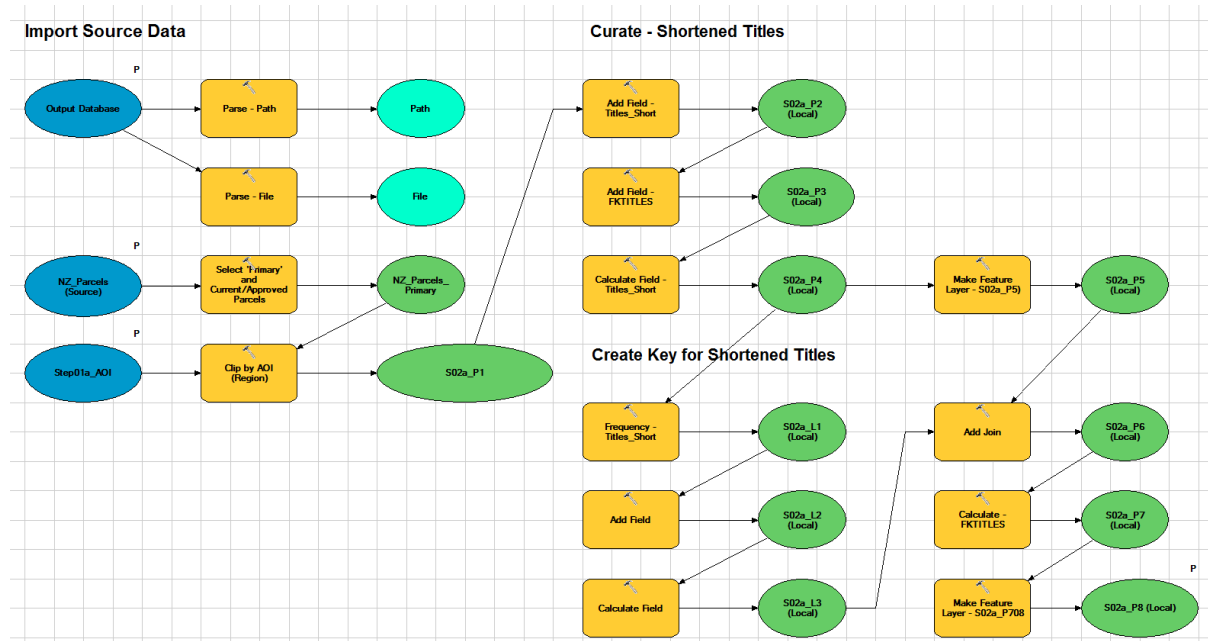 Import Source Data
Curate - Shortened Titles
P
Output Database
Parse - Path
Path
Add Field -
Titles_Short
S02a_P2
(Local)
Parse - File
File
Add Field -
FKTITLES
S02a_P3
(Local)
P
NZ_Parcels
(Source)
Select 'Primary'
and
Current/Approved
Parcels
NZ_Parcels_
Primary
Calculate Field -
Titles_Short
S02a_P4
(Local)
Make Feature
Layer - S02a_P5)
S02a_P5
(Local)
P
Step01a_AOI
Clip by AOI
(Region)
S02a_P1
Create Key for Shortened Titles
Frequency -
Titles_Short
S02a_L1
(Local)
Add Join
S02a_P6
(Local)
Add Field
S02a_L2
(Local)
Calculate -
FKTITLES
S02a_P7
(Local)
Calculate Field
S02a_L3
(Local)
Make Feature
Layer - S02a_P708
P
S02a_P8 (Local)